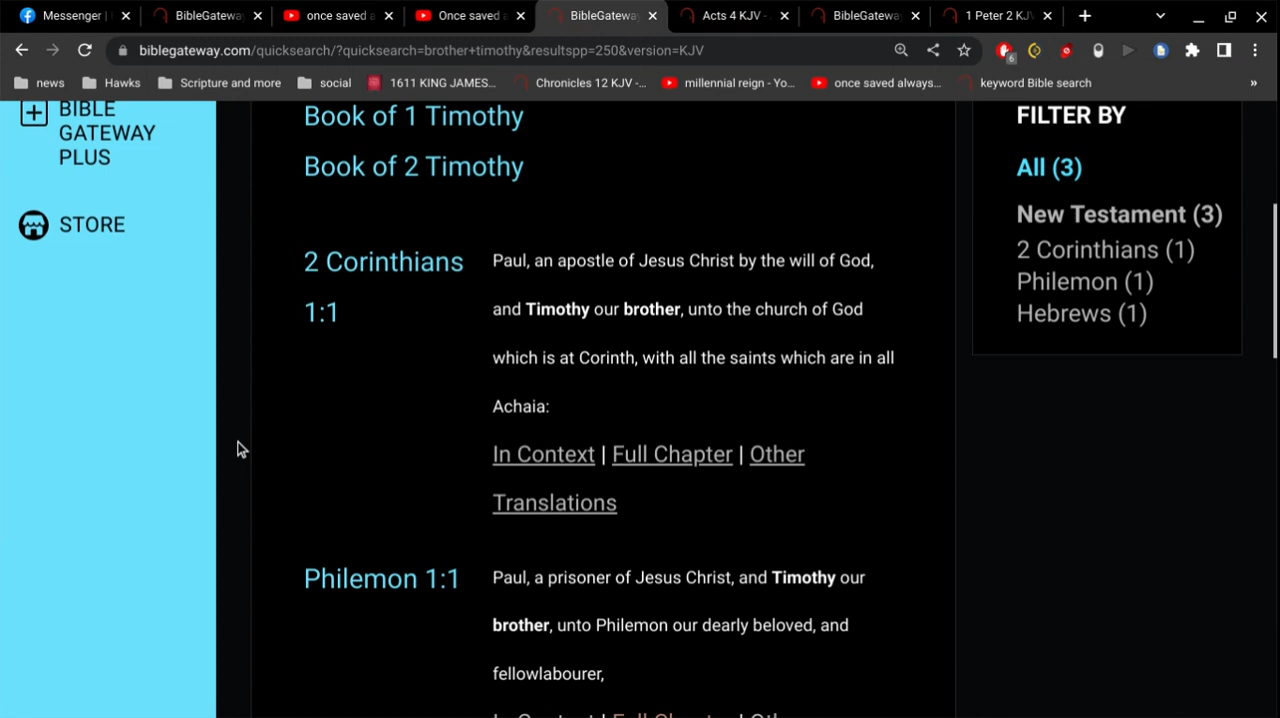 Messenger |
BibleGateway
once saved a
Once saved a
BibleGateway
Acts 4 KJV -
BibleGateway
1 Peter 2 KJV
biblegateway.com/quicksearch/?quicksearch=brother+timothy&resultspp=250&version=KJV
6
news
Hawks
Scripture and more
social
1611 KING JAMES...
Chronicles 12 KJV -...
millennial reign - Yo...
once saved always...
keyword Bible search
»
BIBLE
GATEWAY
PLUS
STORE
Book of 1 Timothy
Book of 2 Timothy
2 Corinthians
1:1
Paul, an apostle of Jesus Christ by the will of God,
and Timothy our brother, unto the church of God
which is at Corinth, with all the saints which are in all
Achaia:
In Context | Full Chapter | Other
Translations
Philemon 1:1
Paul, a prisoner of Jesus Christ, and Timothy our
brother, unto Philemon our dearly beloved, and
fellowlabourer,
In Context | Full Chapter | Other
FILTER BY
All (3)
New Testament (3)
2 Corinthians (1)
Philemon (1)
Hebrews (1)